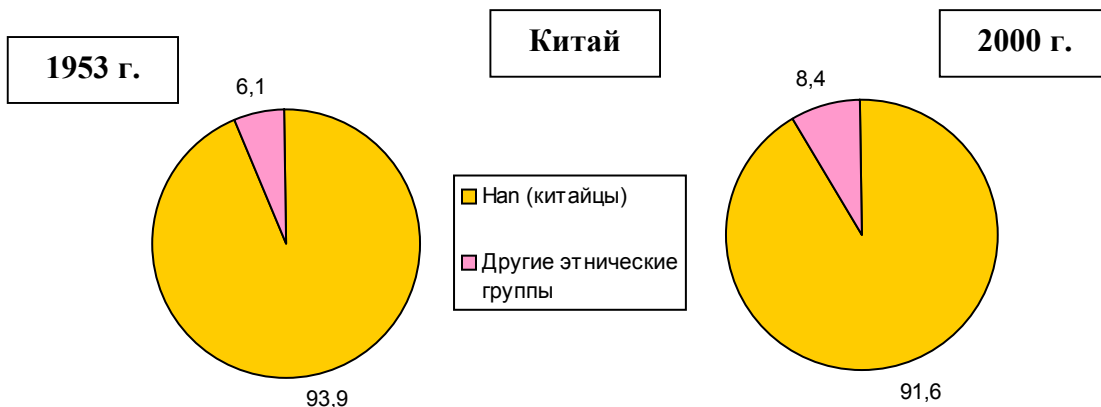 Китай
1953 г.
2000 г.
6,1
8,4
Han (китайцы)
Другие этнические
группы
93,9
91,6